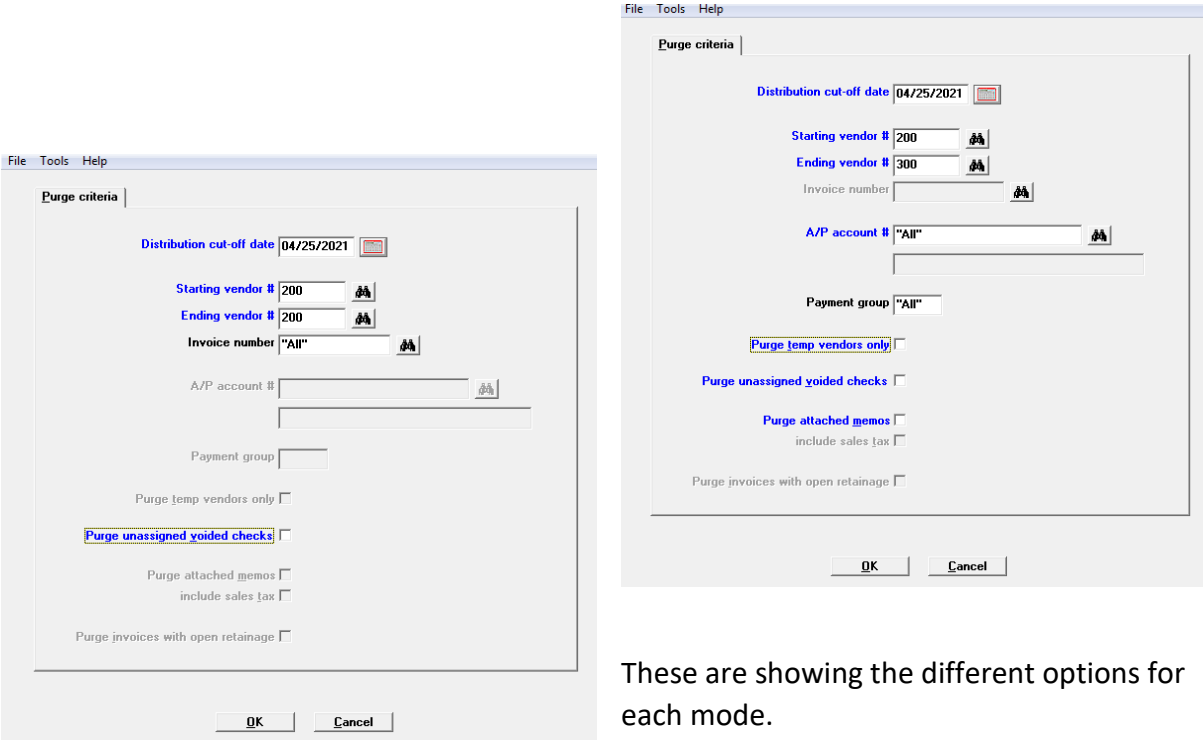 File Tools Help
Purge criteria
Distribution cut-off date 04/25/2021
Starting vendor # 200
Ending vendor # 200
Invoice number "All"
A/P account #
Payment group
Purge temp vendors only
Purge unassigned voided checks
Purge attached memos
include sales tax
Purge invoices with open retainage
OK Cancel
File Tools Help
Purge criteria
Distribution cut-off date 04/25/2021
Starting vendor # 200
Ending vendor # 300
Invoice number
A/P account # "All"
Payment group "All"
Purge temp vendors only
Purge unassigned voided checks
Purge attached memos
include sales tax
Purge invoices with open retainage
OK Cancel
These are showing the different options for
each mode.